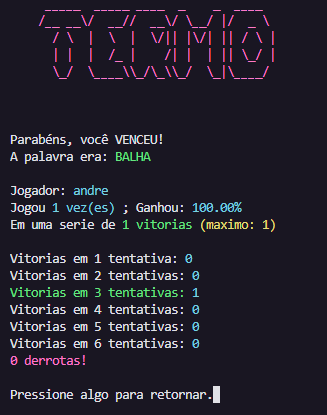 TERMO
Parabéns, você VENCEU!
A palavra era: BALHA
Jogador: andre
Jogou 1 vez(es) ; Ganhou: 100.00%
Em uma serie de 1 vitorias (maximo: 1)
Vitorias em 1 tentativa: 0
Vitorias em 2 tentativas: 0
Vitorias em 3 tentativas: 1
Vitorias em 4 tentativas: 0
Vitorias em 5 tentativas: 0
Vitorias em 6 tentativas: 0
0 derrotas!
Pressione algo para retornar.